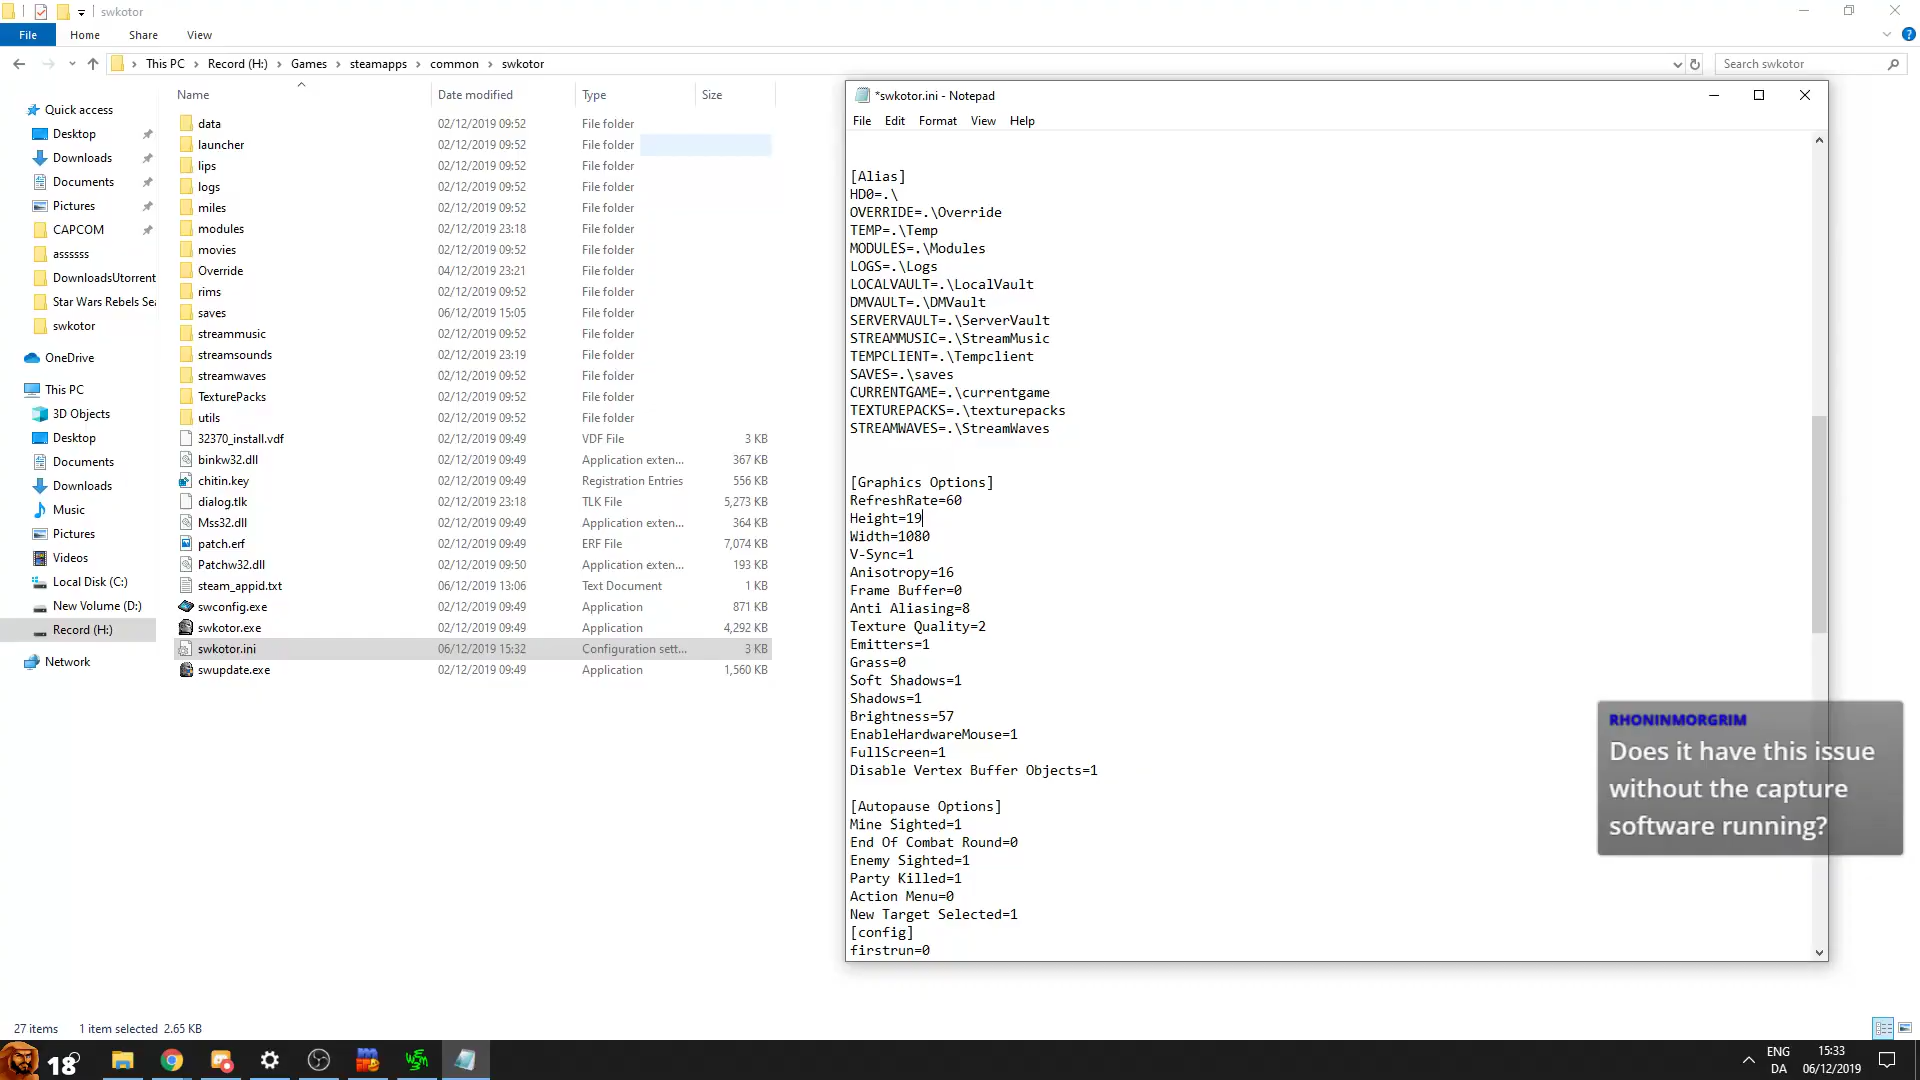 swkotor
File
Home
Share
View
This PC > Record (H:) > Games > steamapps > common > swkotor
Search swkotor
Quick access
Desktop
Downloads
Documents
Pictures
CAPCOM
assssss
DownloadsUtorrent
Star Wars Rebels Sea
swkotor
OneDrive
This PC
3D Objects
Desktop
Documents
Downloads
Music
Pictures
Videos
Local Disk (C:)
New Volume (D:)
Record (H:)
Network
Name Date modified Type Size
data 02/12/2019 09:52 File folder
launcher 02/12/2019 09:52 File folder
lips 02/12/2019 09:52 File folder
logs 02/12/2019 09:52 File folder
miles 02/12/2019 09:52 File folder
modules 02/12/2019 23:18 File folder
movies 02/12/2019 09:52 File folder
Override 04/12/2019 23:21 File folder
rims 02/12/2019 09:52 File folder
saves 06/12/2019 15:05 File folder
streammusic 02/12/2019 09:52 File folder
streamsounds 02/12/2019 23:19 File folder
streamwaves 02/12/2019 09:52 File folder
TexturePacks 02/12/2019 09:52 File folder
utils 02/12/2019 09:52 File folder
32370_install.vdf 02/12/2019 09:49 VDF File 3 KB
binkw32.dll 02/12/2019 09:49 Application exten... 367 KB
chitin.key 02/12/2019 09:49 Registration Entries 556 KB
dialog.tlk 02/12/2019 23:18 TLK File 5,273 KB
Mss32.dll 02/12/2019 09:49 Application exten... 364 KB
patch.erf 02/12/2019 09:49 ERF File 7,074 KB
Patchw32.dll 02/12/2019 09:50 Application exten... 193 KB
steam_appid.txt 06/12/2019 13:06 Text Document 1 KB
swconfig.exe 02/12/2019 09:49 Application 871 KB
swkotor.exe 02/12/2019 09:49 Application 4,292 KB
swkotor.ini 06/12/2019 15:32 Configuration sett... 3 KB
swupdate.exe 02/12/2019 09:49 Application 1,560 KB
*swkotor.ini - Notepad
File Edit Format View Help
[Alias]
HD0=.\
OVERRIDE=.\Override
TEMP=.\Temp
MODULES=.\Modules
LOGS=.\Logs
LOCALVAULT=.\LocalVault
DMVAULT=.\DMVault
SERVERVAULT=.\ServerVault
STREAMMUSIC=.\StreamMusic
TEMPCLIENT=.\Tempclient
SAVES=.\saves
CURRENTGAME=.\currentgame
TEXTUREPACKS=.\texturepacks
STREAMWAVES=.\StreamWaves
[Graphics Options]
RefreshRate=60
Height=19
Width=1080
V-Sync=1
Anisotropy=16
Frame Buffer=0
Anti Aliasing=8
Texture Quality=2
Emitters=1
Grass=0
Soft Shadows=1
Shadows=1
Brightness=57
EnableHardwareMouse=1
FullScreen=1
Disable Vertex Buffer Objects=1
[Autopause Options]
Mine Sighted=1
End Of Combat Round=0
Enemy Sighted=1
Party Killed=1
Action Menu=0
New Target Selected=1
[config]
firstrun=0
RHONINMORGRIM
Does it have this issue
without the capture
software running?
27 items 1 item selected 2.65 KB
18
ENG
DA
15:33
06/12/2019